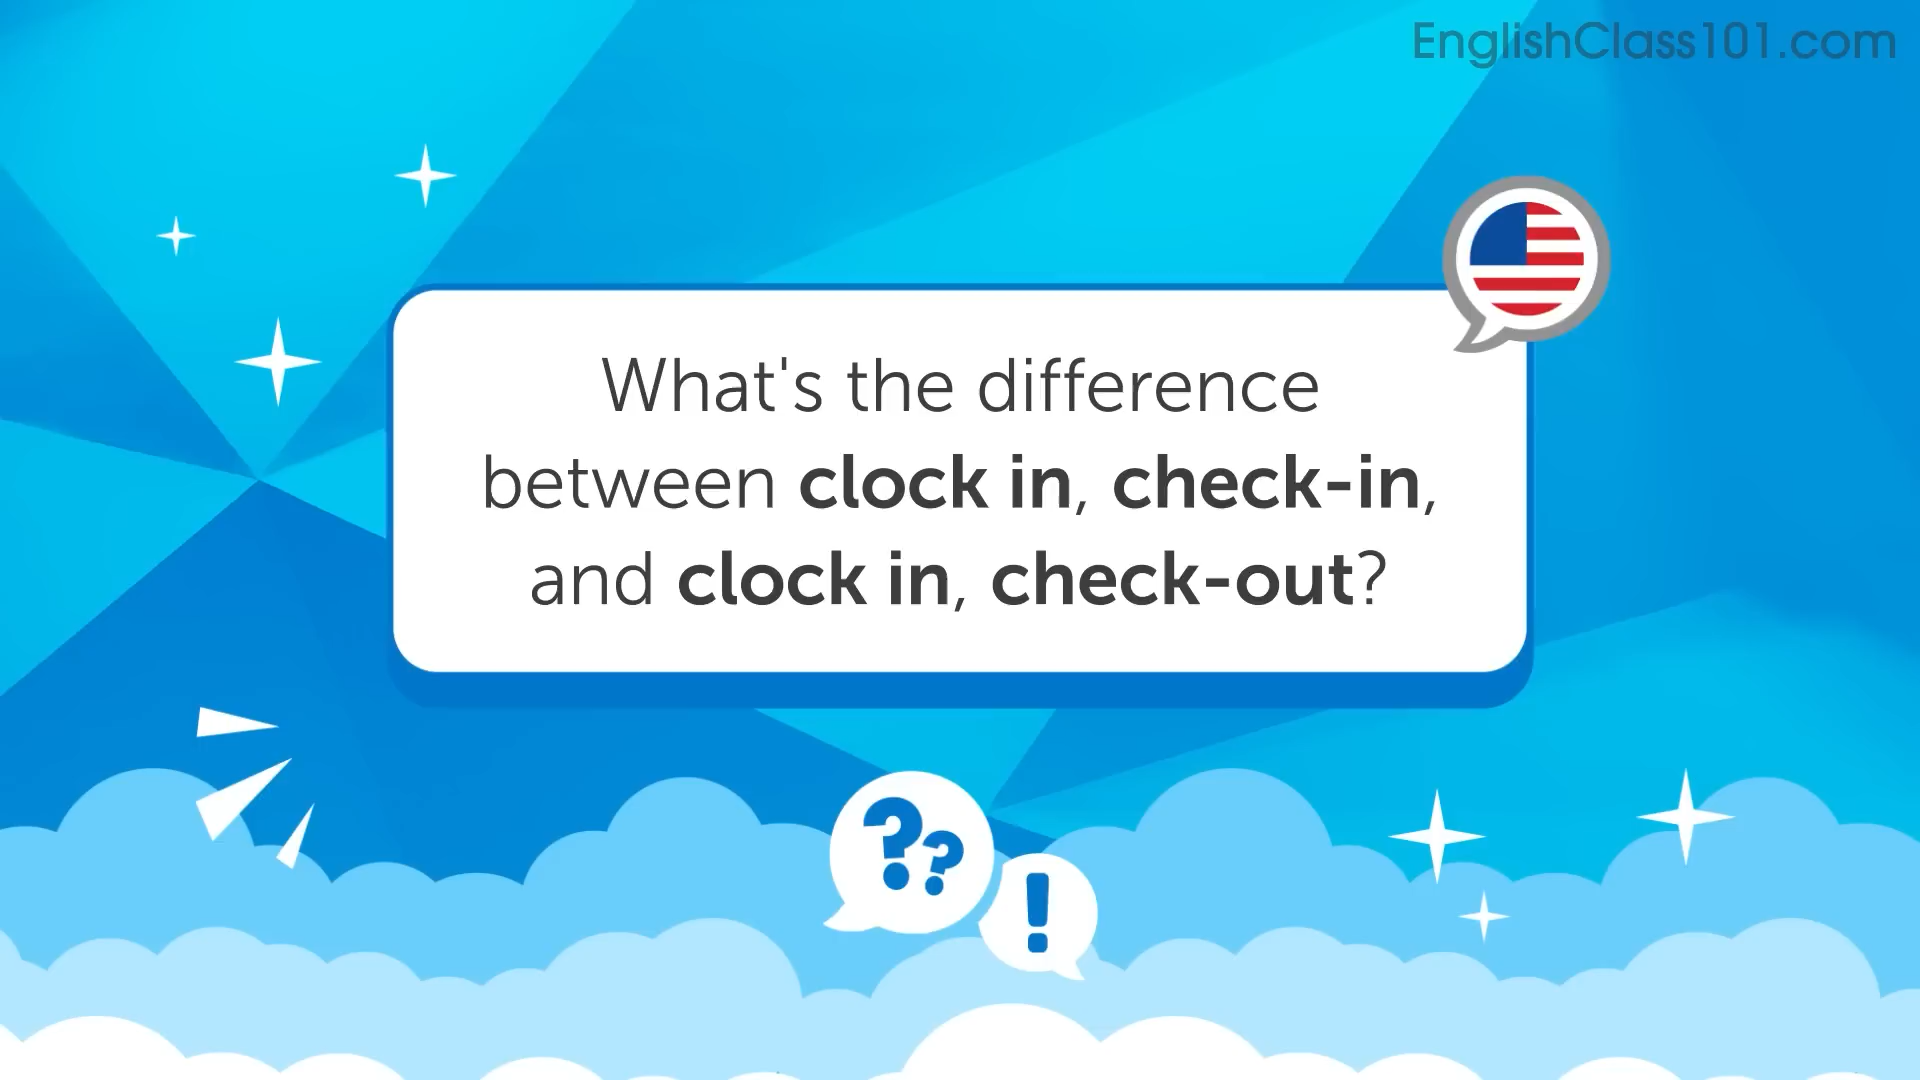 EnglishClass101.com
What's the difference
between clock in, check-in,
and clock in, check-out?
??
!